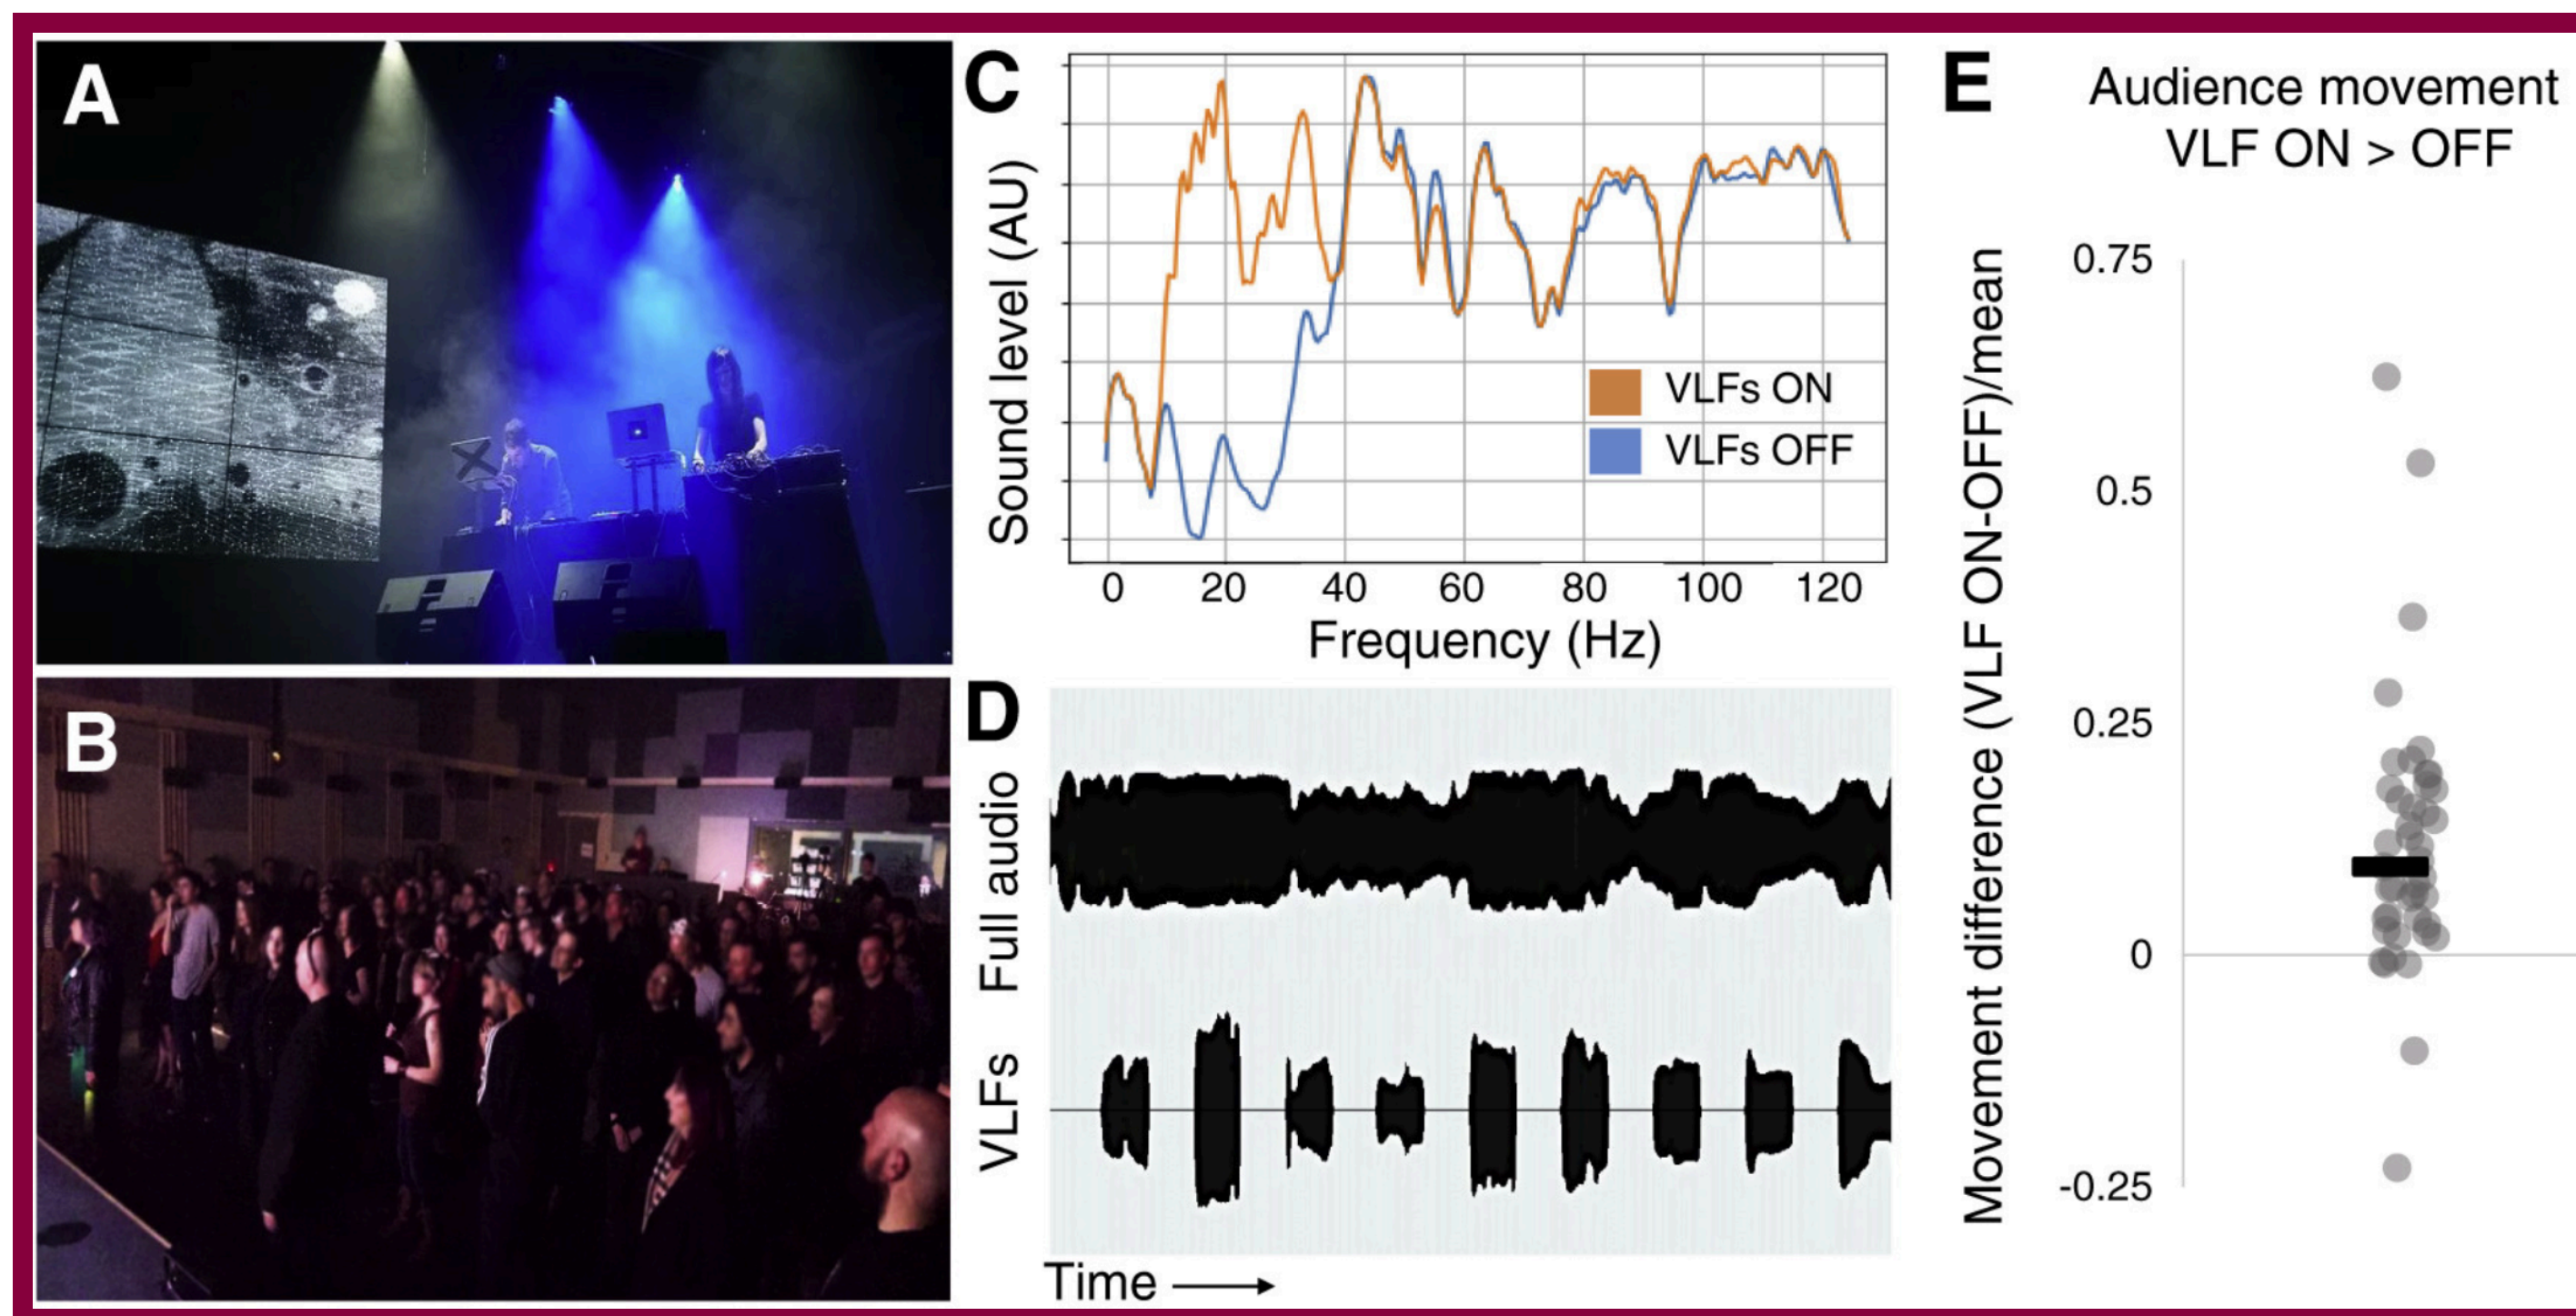 A
B
C
Sound level (AU)
VLFs ON
VLFs OFF
0 20 40 60 80 100 120
Frequency (Hz)
D
Full audio
VLFs
Time
E
Audience movement
VLF ON > OFF
Movement difference (VLF ON-OFF)/mean
0.75
0.5
0.25
0
-0.25